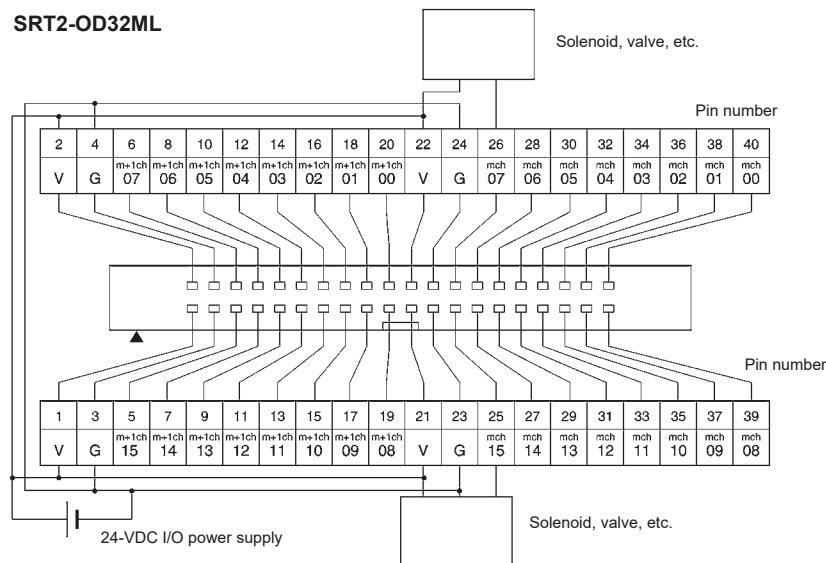 SRT2-OD32ML
Solenoid, valve, etc.
Pin number
2 4 6 8 10 12 14 16 18 20 22 24 26 28 30 32 34 36 38 40
m+1ch m+1ch m+1ch m+1ch m+1ch m+1ch m+1ch m+1ch mch mch mch mch mch mch mch mch
V G 07 06 05 04 03 02 01 00 V G 07 06 05 04 03 02 01 00
Pin number
1 3 5 7 9 11 13 15 17 19 21 23 25 27 29 31 33 35 37 39
m+1ch m+1ch m+1ch m+1ch m+1ch m+1ch m+1ch m+1ch mch mch mch mch mch mch mch mch
V G 15 14 13 12 11 10 09 08 V G 15 14 13 12 11 10 09 08
Solenoid, valve, etc.
24-VDC I/O power supply